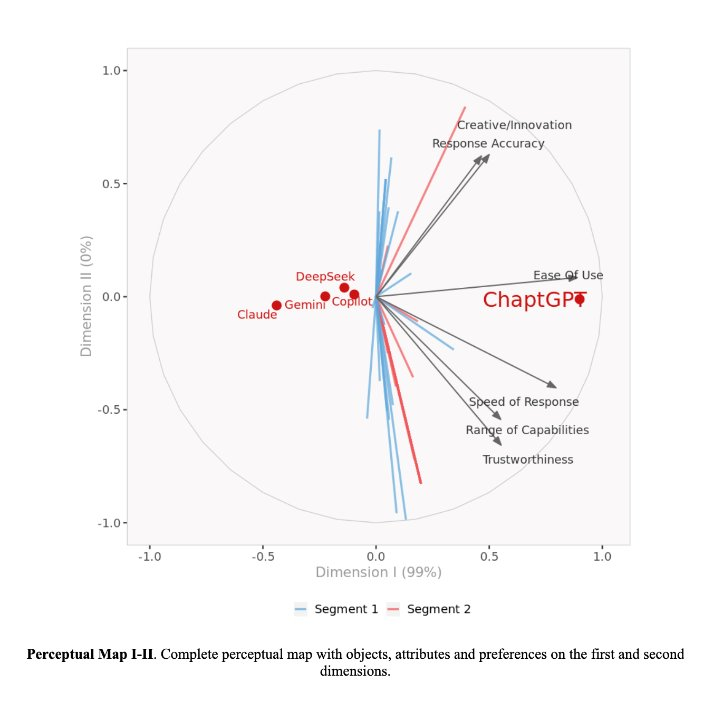 1.0
Creative/Innovation
Response Accuracy
0.5
DeepSeek
Ease Of Use
0.0
ChaptGPT
Gemini
Copilot
Claude
Dimension II (0%)
Speed of Response
-0.5
Range of Capabilities
Trustworthiness
-1.0
-1.0 -0.5 0.0 0.5 1.0
Dimension I (99%)
Segment 1 Segment 2
Perceptual Map I-II. Complete perceptual map with objects, attributes and preferences on the first and second
dimensions.